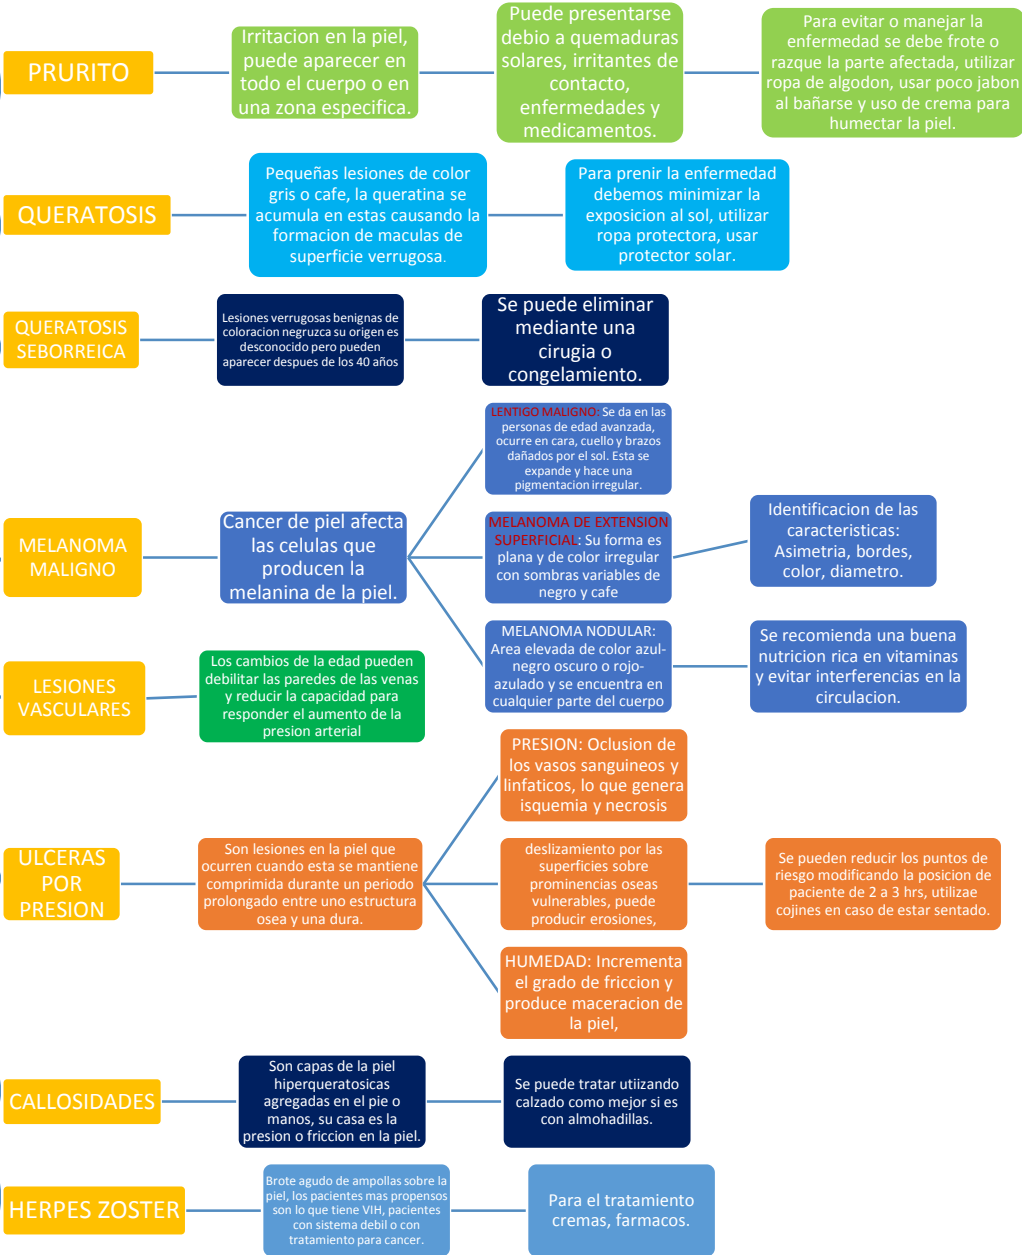 PRURITO
Irritacion en la piel,
puede aparecer en
todo el cuerpo o en
una zona especifica.
Puede presentarse
debio a quemaduras
solares, irritantes de
contacto,
enfermedades y
medicamentos.
Para evitar o manejar la
enfermedad se debe frote o
razque la parte afectada, utilizar
ropa de algodon, usar poco jabon
al bañarse y uso de crema para
humectar la piel.
QUERATOSIS
Pequeñas lesiones de color
gris o cafe, la queratina se
acumula en estas causando la
formacion de maculas de
superficie verrugosa.
Para prenir la enfermedad
debemos minimizar la
exposicion al sol, utilizar
ropa protectora, usar
protector solar.
QUERATOSIS
SEBORREICA
Lesiones verrugosas benignas de
coloracion negruzca su origen es
desconocido pero pueden
aparecer despues de los 40 años
Se puede eliminar
mediante una
cirugia o
congelamiento.
MELANOMA
MALIGNO
Cancer de piel afecta
las celulas que
producen la
melanina de la piel.
LENTIGO MALIGNO: Se da en las
personas de edad avanzada,
ocurre en cara, cuello y brazos
dañados por el sol. Esta se
expande y hace una
pigmentacion irregular.
MELANOMA DE EXTENSION
SUPERFICIAL: Su forma es
plana y de color irregular
con sombras variables de
negro y cafe
Identificacion de las
caracteristicas:
Asimetria, bordes,
color, diametro.
MELANOMA NODULAR:
Area elevada de color azul-
negro oscuro o rojo-
azulado y se encuentra en
cualquier parte del cuerpo
Se recomienda una buena
nutricion rica en vitaminas
y evitar interferencias en la
circulacion.
LESIONES
VASCULARES
Los cambios de la edad pueden
debilitar las paredes de las venas
y reducir la capacidad para
responder el aumento de la
presion arterial
ULCERAS
POR
PRESION
Son lesiones en la piel que
ocurren cuando esta se mantiene
comprimida durante un periodo
prolongado entre uno estructura
osea y una dura.
PRESION: Oclusion de
los vasos sanguineos y
linfaticos, lo que genera
isquemia y necrosis
deslizamiento por las
superficies sobre
prominencias oseas
vulnerables, puede
producir erosiones,
Se pueden reducir los puntos de
riesgo modificando la posicion de
paciente de 2 a 3 hrs, utilizae
cojines en caso de estar sentado.
HUMEDAD: Incrementa
el grado de friccion y
produce maceracion de
la piel,
CALLOSIDADES
Son capas de la piel
hiperqueratosicas
agregadas en el pie o
manos, su casa es la
presion o friccion en la piel.
Se puede tratar utiizando
calzado como mejor si es
con almohadillas.
HERPES ZOSTER
Brote agudo de ampollas sobre la
piel, los pacientes mas propensos
son lo que tiene VIH, pacientes
con sistema debil o con
tratamiento para cancer.
Para el tratamiento
cremas, farmacos.